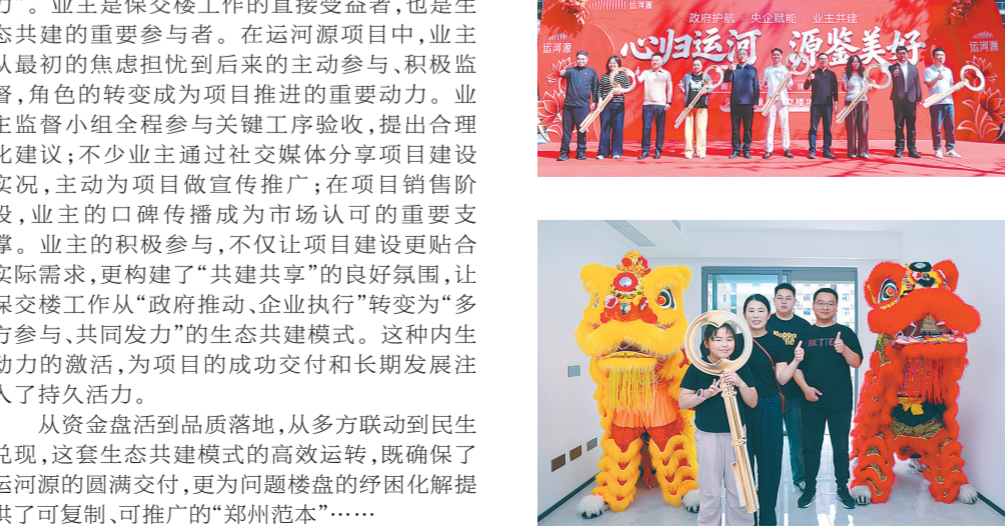 力”。业主是保交楼工作的直接受益者,也是生
态共建的重要参与者。在运河源项目中,业主
从最初的焦虑担忧到后来的主动参与、积极监
督,角色的转变成为项目推进的重要动力。业
主监督小组全程参与关键工序验收,提出合理
化建议;不少业主通过社交媒体分享项目建设
实况,主动为项目做宣传推广;在项目销售阶
段,业主的口碑传播成为市场认可的重要支
撑。业主的积极参与,不仅让项目建设更贴合
实际需求,更构建了“共建共享”的良好氛围,让
保交楼工作从“政府推动、企业执行”转变为“多
方参与、共同发力”的生态共建模式。这种内生
动力的激活,为项目的成功交付和长期发展注
入了持久活力。
从资金盘活到品质落地,从多方联动到民生
兑现,这套生态共建模式的高效运转,既确保了
运河源的圆满交付,更为问题楼盘的纾困化解提
供了可复制、可推广的“郑州范本”……
运河源
政府护航 央企赋能 业主共建
运河源
心归运河 源鉴美好
运河源
BETTER